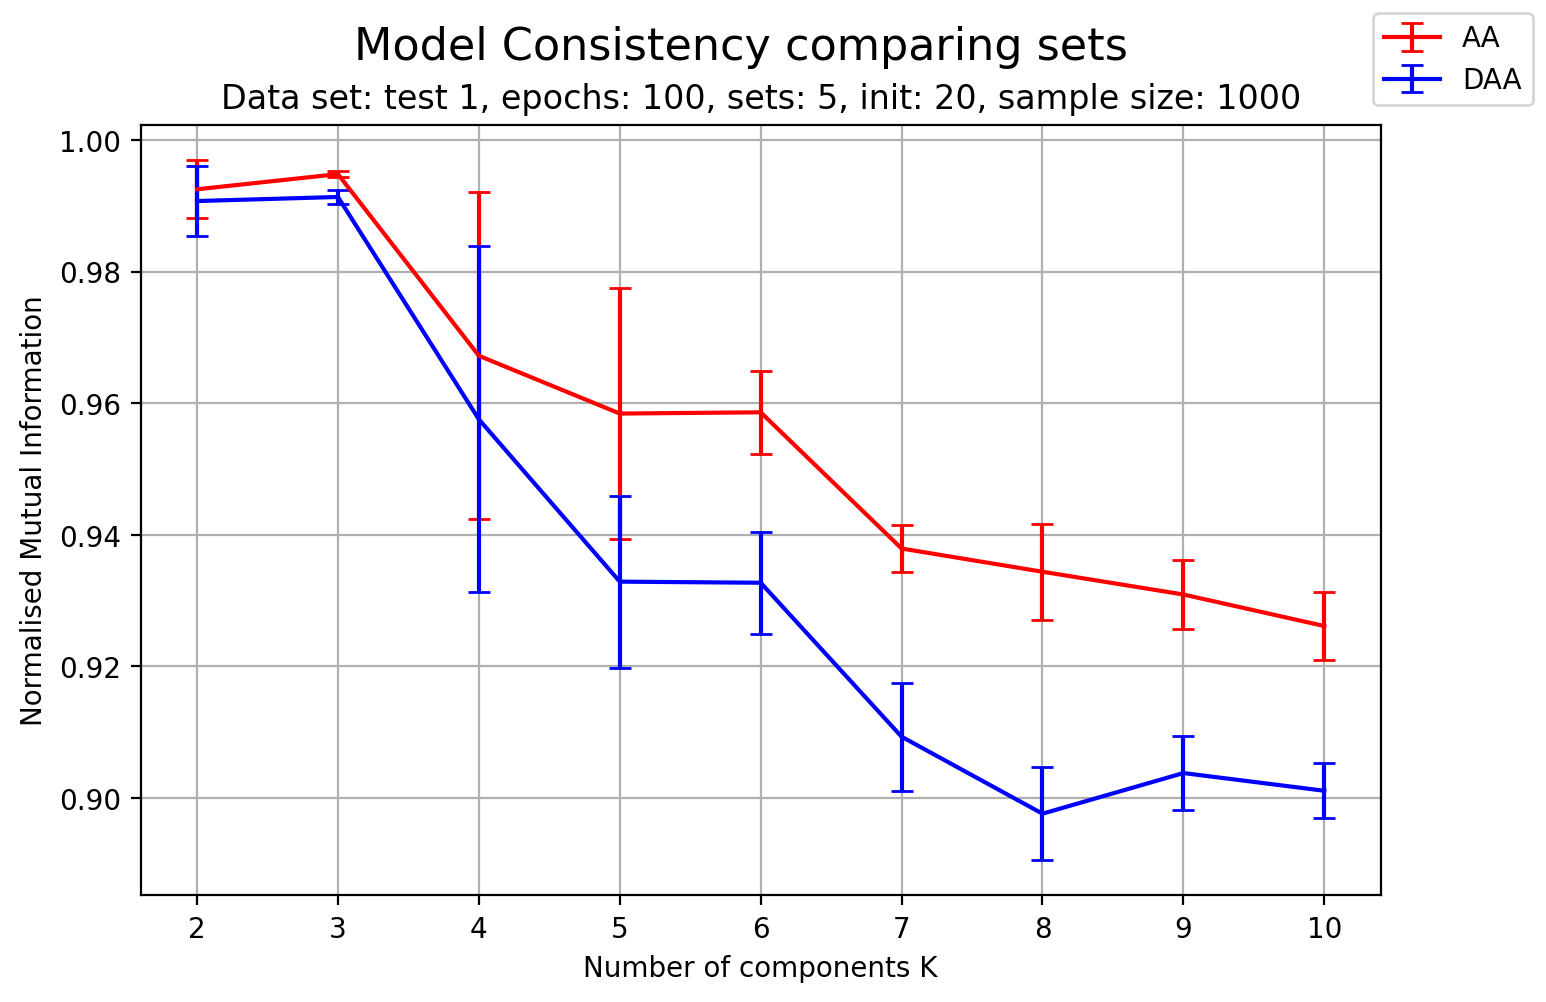 Model Consistency comparing sets
Data set: test 1, epochs: 100, sets: 5, init: 20, sample size: 1000
AA
DAA
1.00
0.98
0.96
0.94
0.92
0.90
Normalised Mutual Information
2 3 4 5 6 7 8 9 10
Number of components K